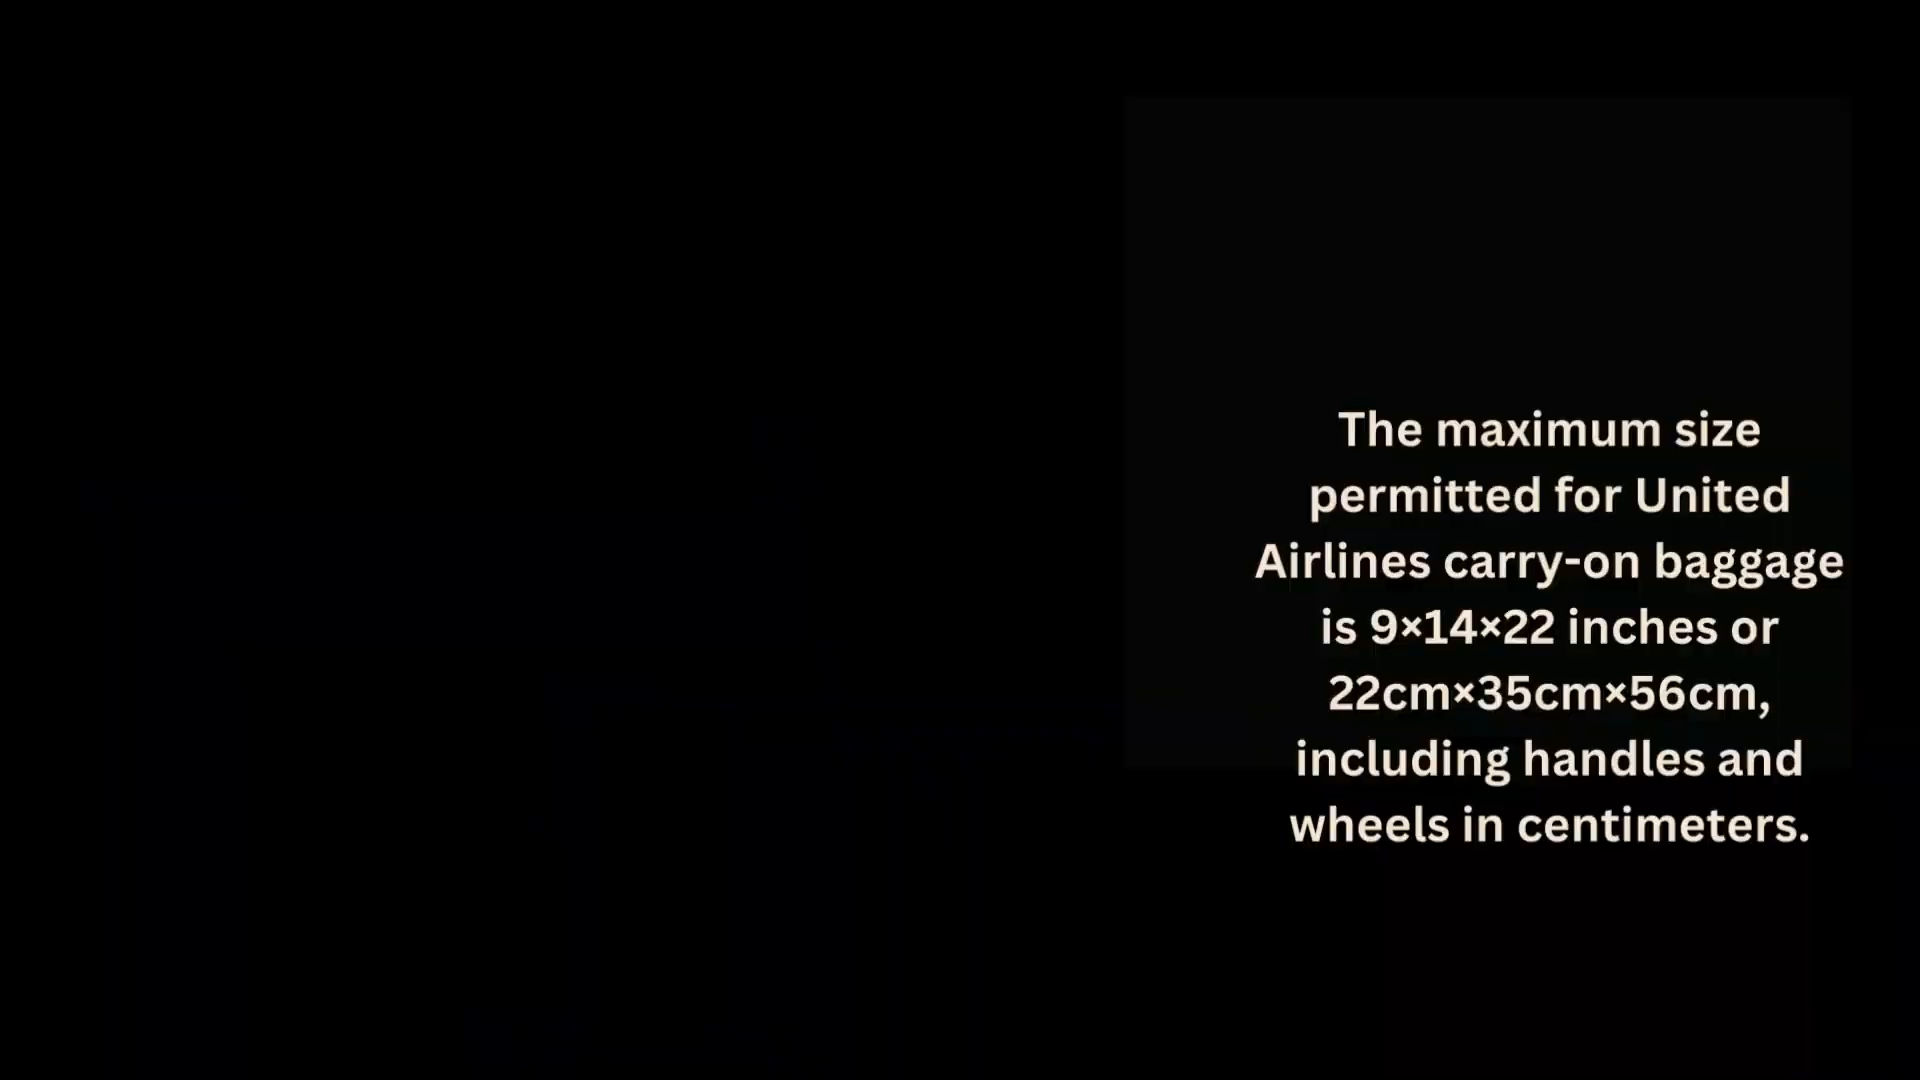 The maximum size
permitted for United
Airlines carry-on baggage
is 9×14×22 inches or
22cm×35cm×56cm,
including handles and
wheels in centimeters.